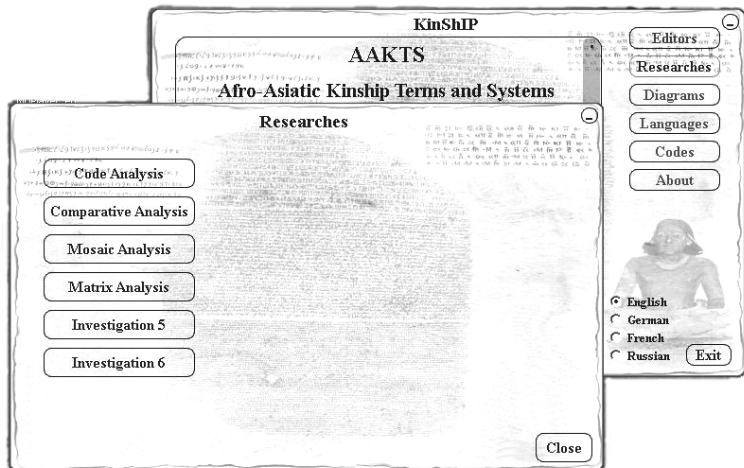 KinShIP
AAKTS
Afro-Asiatic Kinship Terms and Systems
Editors
Researches
Diagrams
Languages
Codes
About
English
German
French
Russian
Exit
Researches
Code Analysis
Comparative Analysis
Mosaic Analysis
Matrix Analysis
Investigation 5
Investigation 6
Close